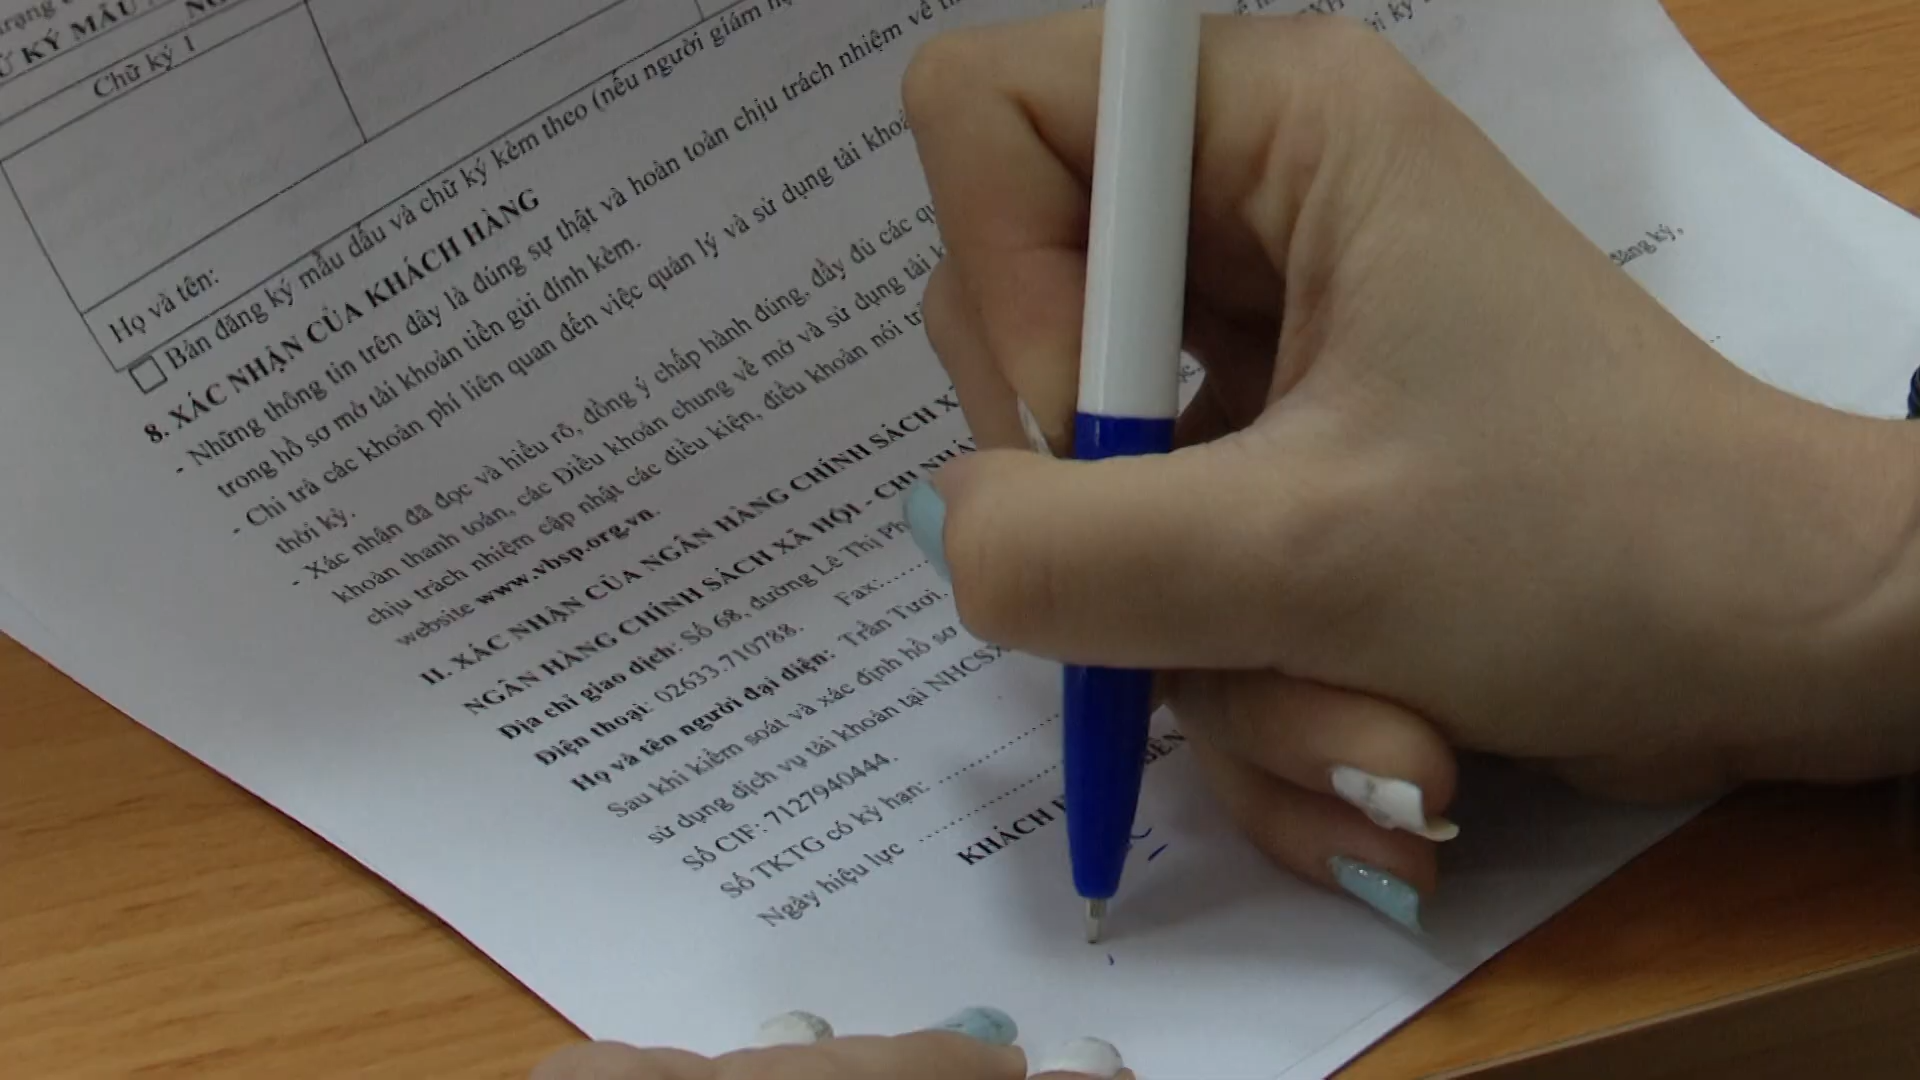 Ữ KÝ MẪU
Chữ ký 1
Họ và tên:
Bản đăng ký mẫu dấu và chữ ký kèm theo (nếu người giám
8. XÁC NHẬN CỦA KHÁCH HÀNG
- Những thông tin trên đây là đúng sự thật và hoàn toàn chịu trách nhiệm về
trong hồ sơ mở tài khoản tiền gửi đính kèm.
- Chi trả các khoản phí liên quan đến việc quản lý và sử dụng tài khoả
thời kỳ.
- Xác nhận đã đọc và hiểu rõ, đồng ý chấp hành đúng, đầy đủ các
khoản thanh toán, các Điều khoản chung về mở và sử dụng tài
chịu trách nhiệm cập nhật các điều kiện, điều khoản nói
website www.vbsp.org.vn.
II. XÁC NHẬN CỦA NGÂN HÀNG CHÍNH SÁCH X
NGÂN HÀNG CHÍNH SÁCH XÃ HỘI - CHI NHÁN
Địa chỉ giao dịch: Số 68, đường Lê Thị Ph
Điện thoại: 02633.710788. Fax:
Họ và tên người đại diện: Trần Tươi.
Sau khi kiểm soát và xác định hồ sơ
sử dụng dịch vụ tài khoản tại NHCSX
Số CIF: 7127940444.
Số TKTG có kỳ hạn:
Ngày hiệu lực
KHÁCH
đăng ký,